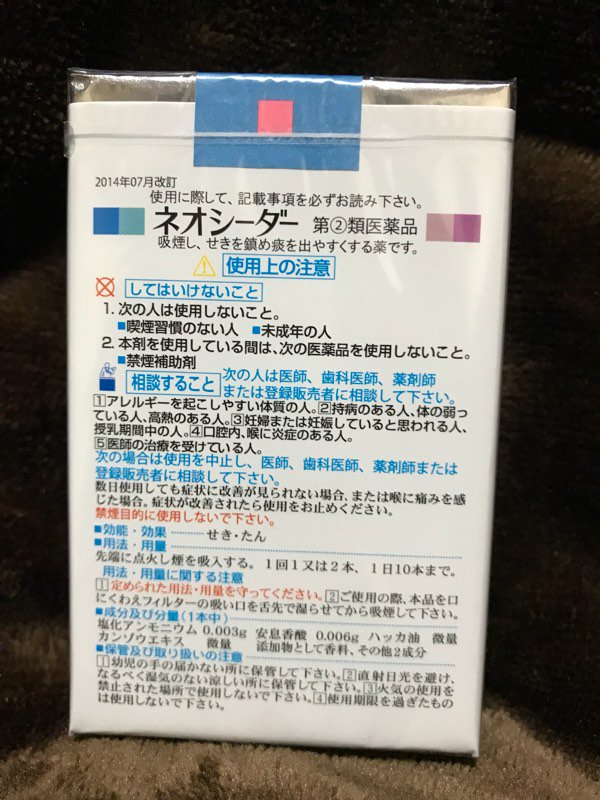 2014年07月改訂
使用に際して、記載事項を必ずお読み下さい。
ネオシーダー 第②類医薬品
吸煙し、せきを鎮め痰を出やすくする薬です。
使用上の注意
してはいけないこと
1. 次の人は使用しないこと。
■喫煙習慣のない人 ■未成年の人
2. 本剤を使用している間は、次の医薬品を使用しないこと。
■禁煙補助剤
相談すること 次の人は医師、歯科医師、薬剤師
または登録販売者に相談して下さい。
1アレルギーを起こしやすい体質の人。2持病のある人、体の弱っ
ている人、高熱のある人。3妊婦または妊娠していると思われる人、
授乳期間中の人。4口腔内、喉に炎症のある人。
5医師の治療を受けている人。
次の場合は使用を中止し、医師、歯科医師、薬剤師または
登録販売者に相談して下さい。
数日使用しても症状に改善が見られない場合、または喉に痛みを感
じた場合。症状が改善されたら使用をお止めください。
禁煙目的に使用しないで下さい。
■効能・効果 せき・たん
■用法・用量
先端に点火し煙を吸入する。1回1又は2本、1日10本まで。
用法・用量に関する注意
1定められた用法・用量を守ってください。2ご使用の際、本品を口
にくわえフィルターの吸い口を舌先で湿らせてから吸煙して下さい。
■成分及び分量(1本中)
塩化アンモニウム 0.003g 安息香酸 0.006g ハッカ油 微量
カンゾウエキス 微量 添加物として香料、その他2成分
■保管及び取り扱いの注意
1幼児の手の届かない所に保管して下さい。2直射日光を避け、
なるべく湿気のない涼しい所に保管して下さい。3火気の使用を
禁止された場所で使用しないで下さい。4使用期限を過ぎたもの
は使用しないで下さい。